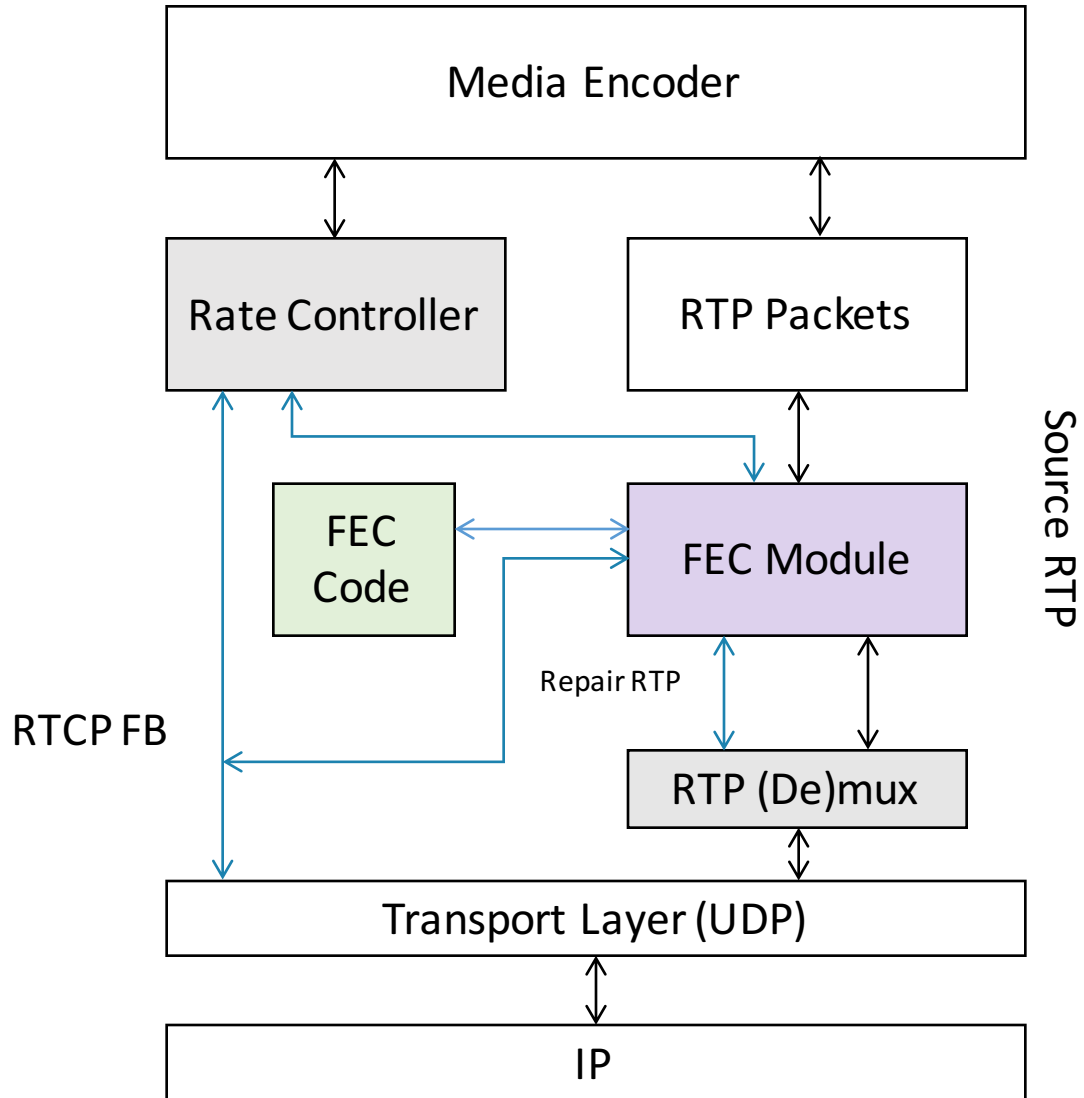 Media Encoder
Rate Controller
RTP Packets
Source RTP
FEC
Code
FEC Module
Repair RTP
RTCP FB
RTP (De)mux
Transport Layer (UDP)
IP